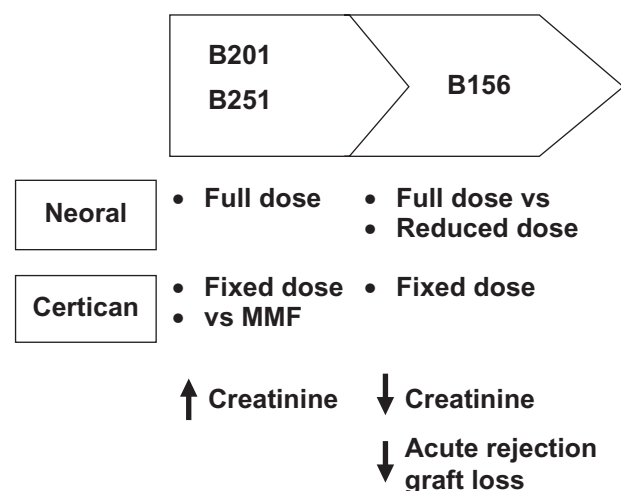 B201
B251
B156
Neoral
• Full dose
• Full dose vs
• Reduced dose
Certican
• Fixed dose
• vs MMF
• Fixed dose
↑ Creatinine
↓ Creatinine
↓ Acute rejection
graft loss